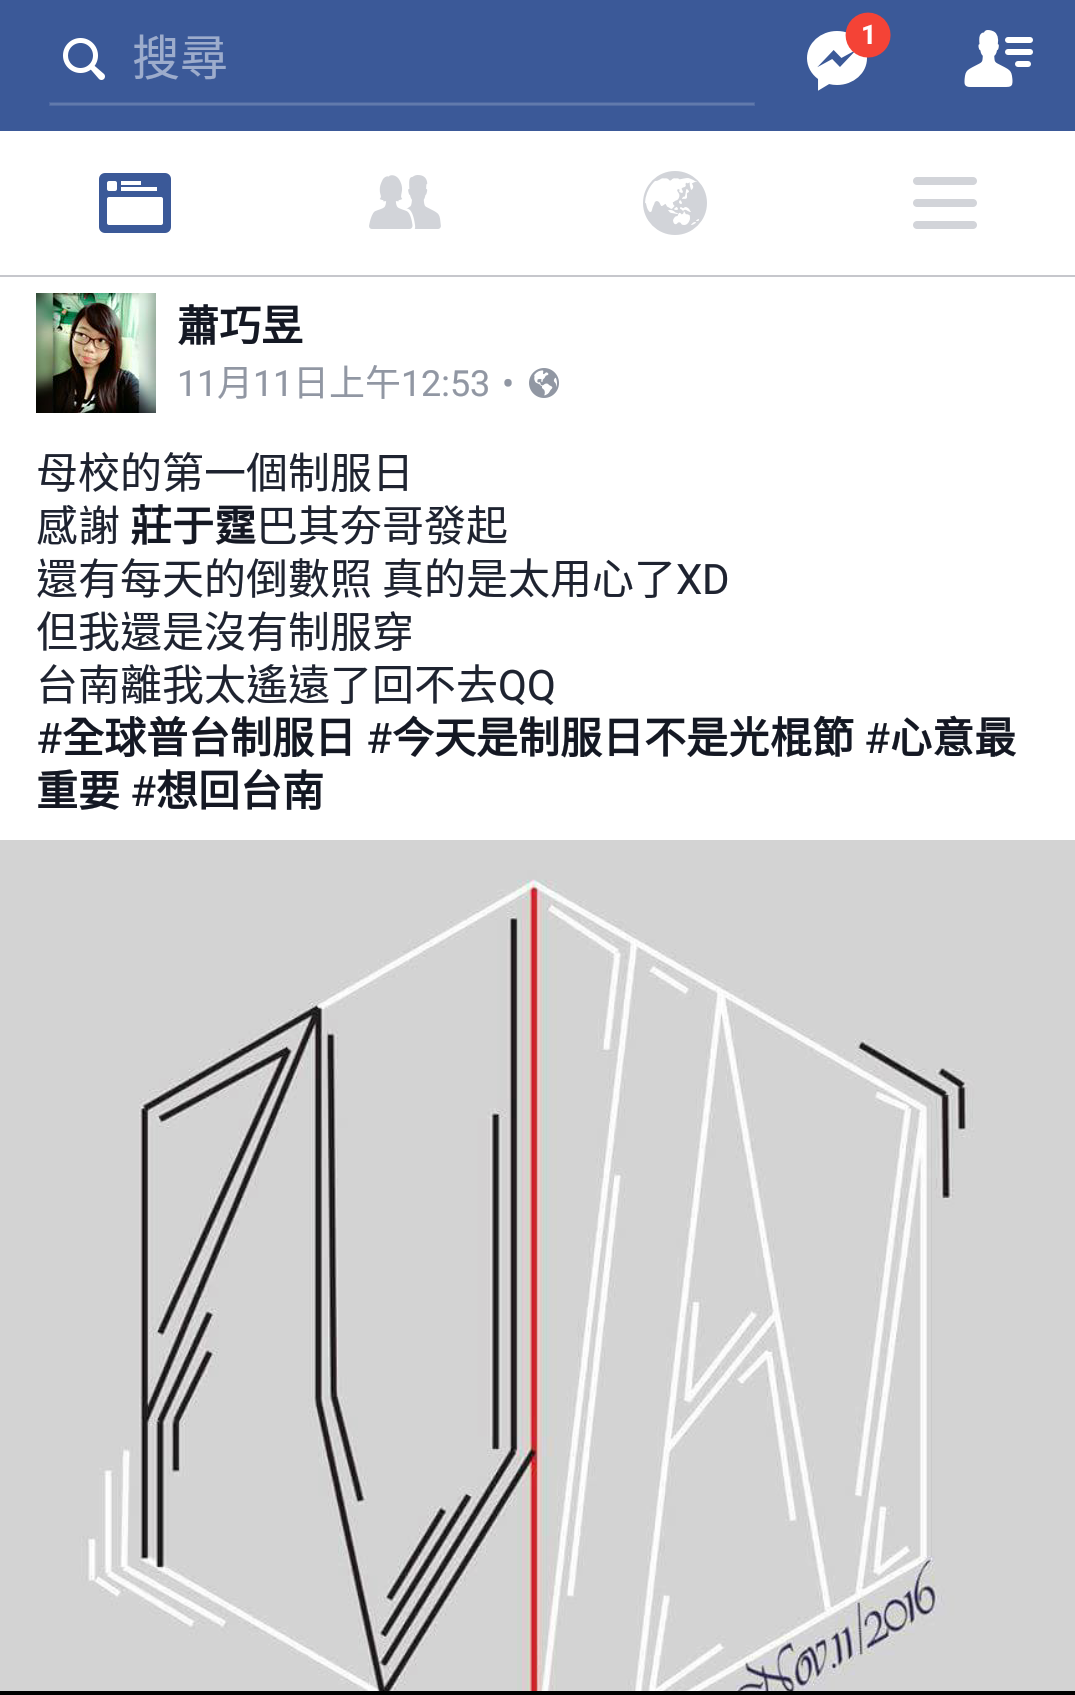 搜尋
1
蕭巧昱
11月11日上午12:53
母校的第一個制服日
感謝 莊于霆巴其夯哥發起
還有每天的倒數照 真的是太用心了XD
但我還是沒有制服穿
台南離我太遙遠了回不去QQ
#全球普台制服日 #今天是制服日不是光棍節 #心意最
重要 #想回台南
Nov.11/2016